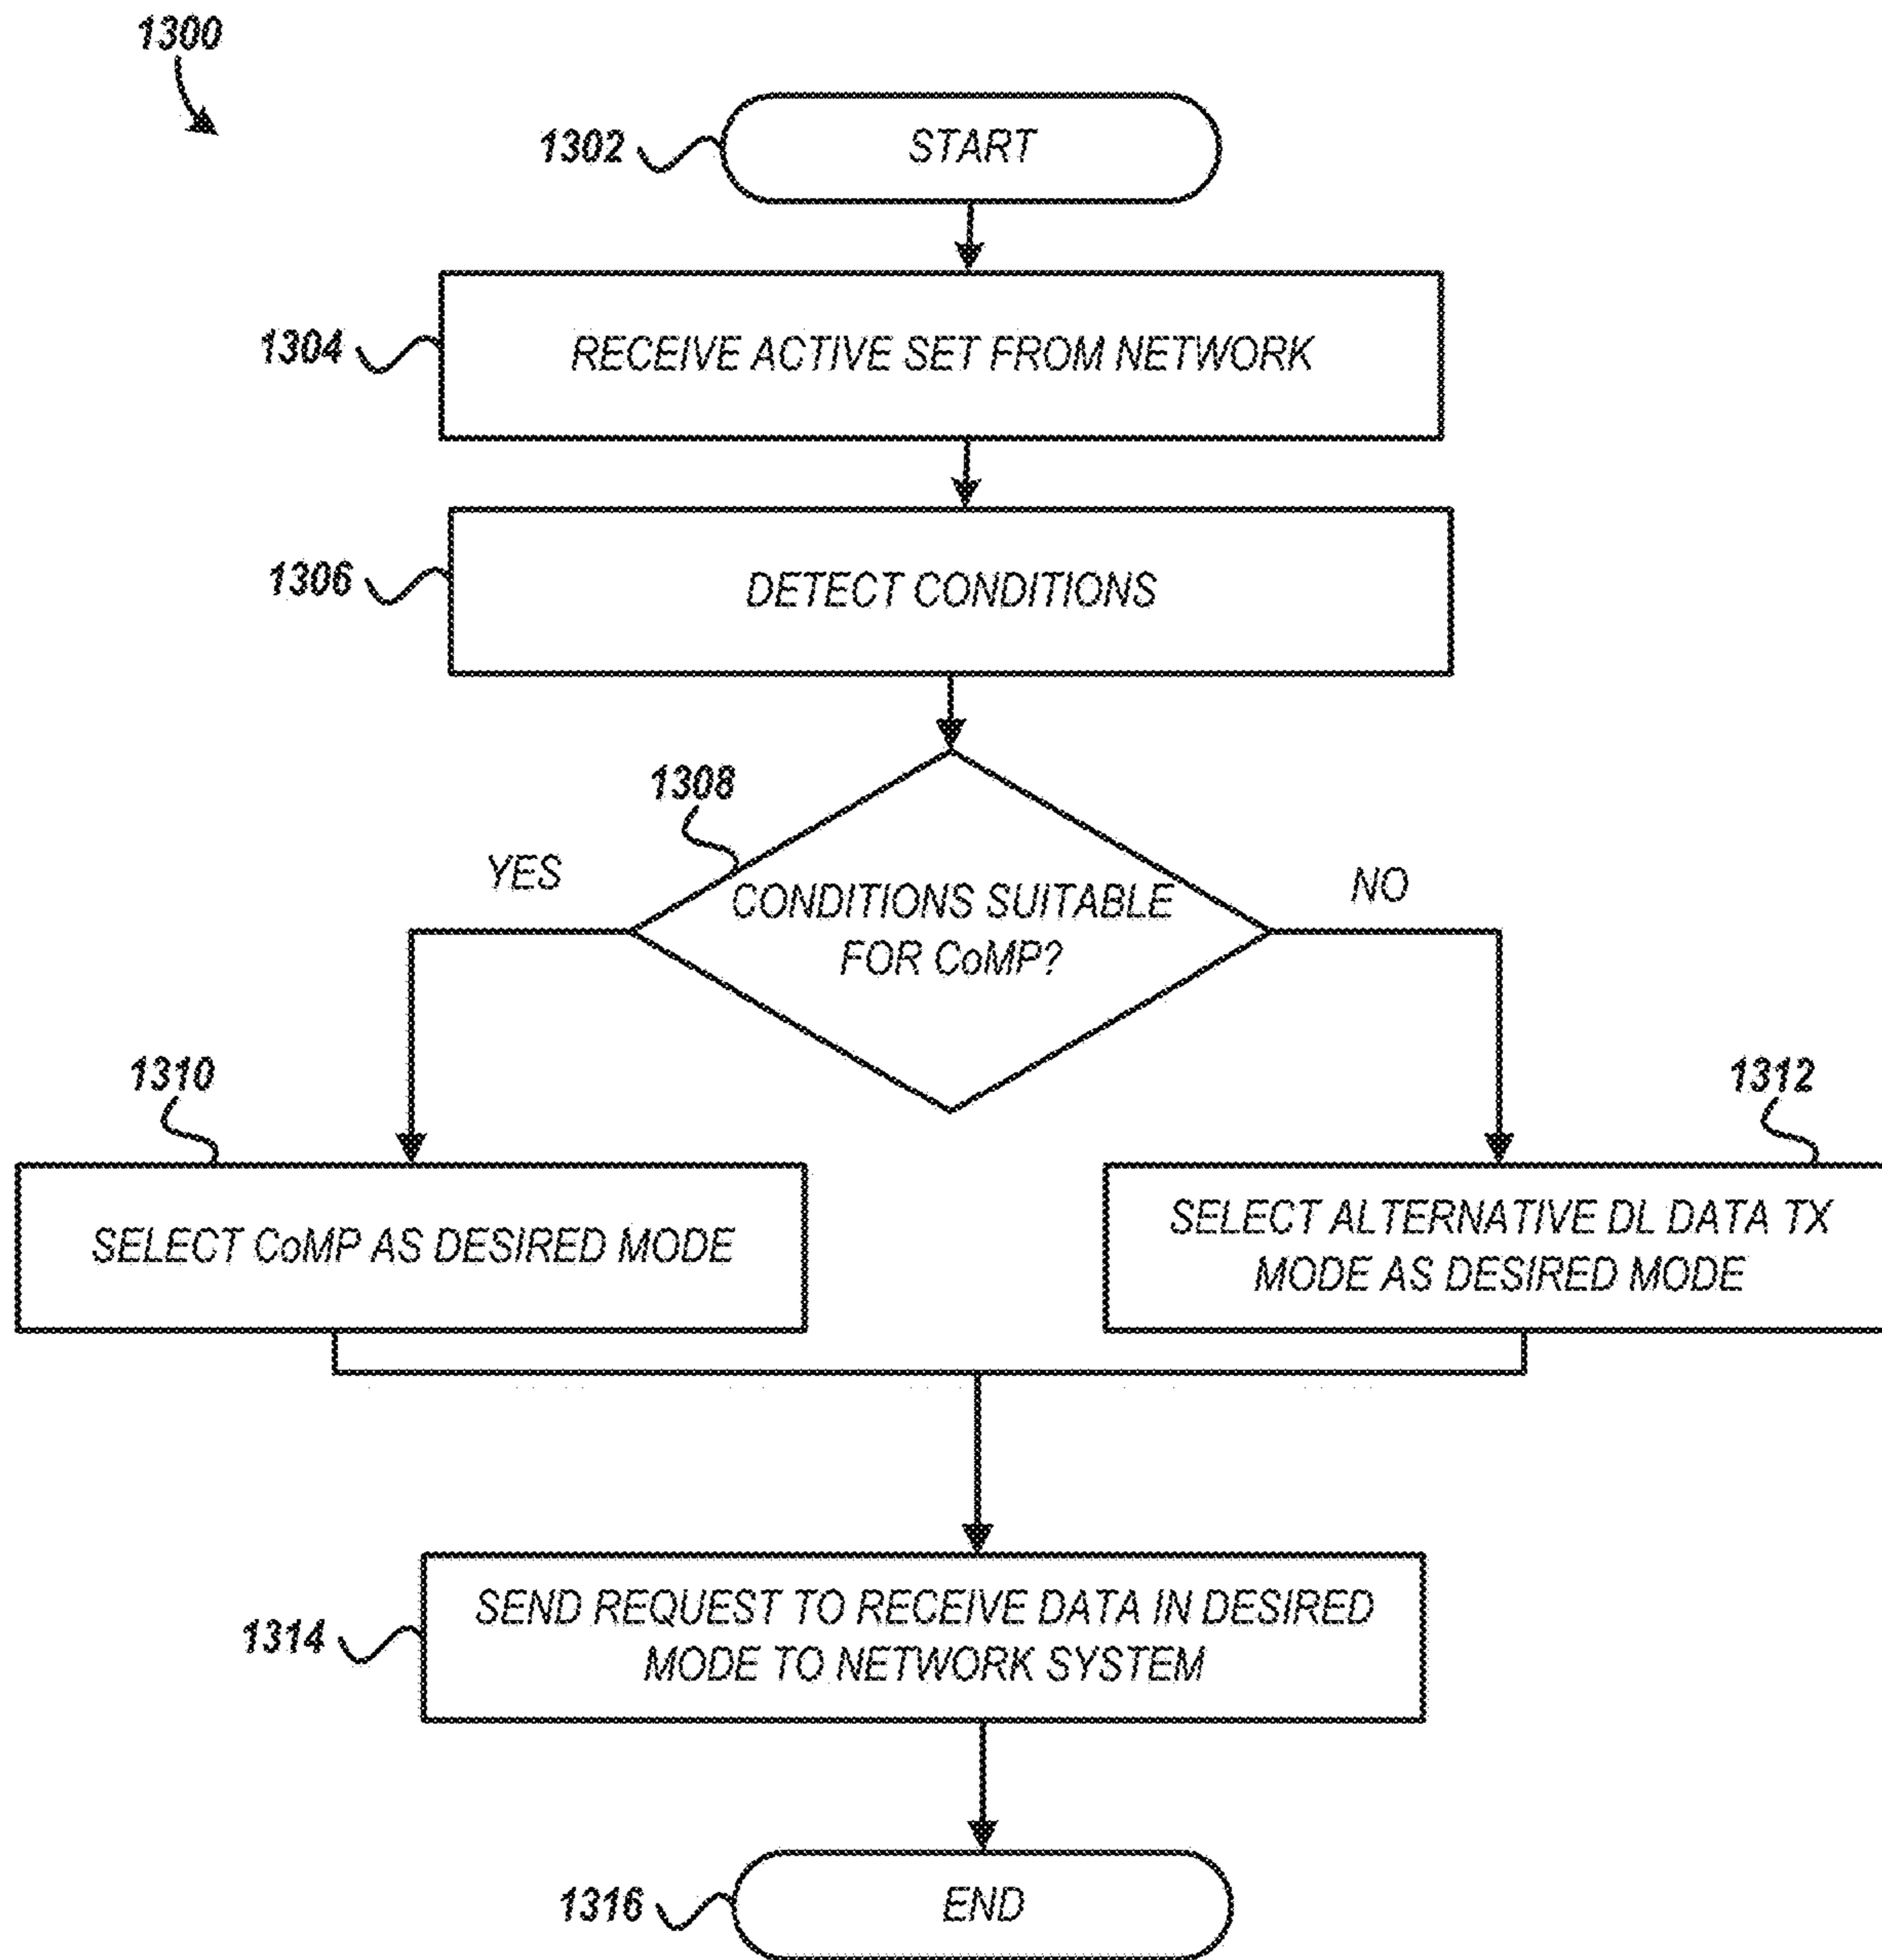 1300
1302
START
1304
RECEIVE ACTIVE SET FROM NETWORK
1306
DETECT CONDITIONS
1308
YES
CONDITIONS SUITABLE
FOR CoMP?
NO
1310
1312
SELECT CoMP AS DESIRED MODE
SELECT ALTERNATIVE DL DATA TX
MODE AS DESIRED MODE
1314
SEND REQUEST TO RECEIVE DATA IN DESIRED
MODE TO NETWORK SYSTEM
1316
END